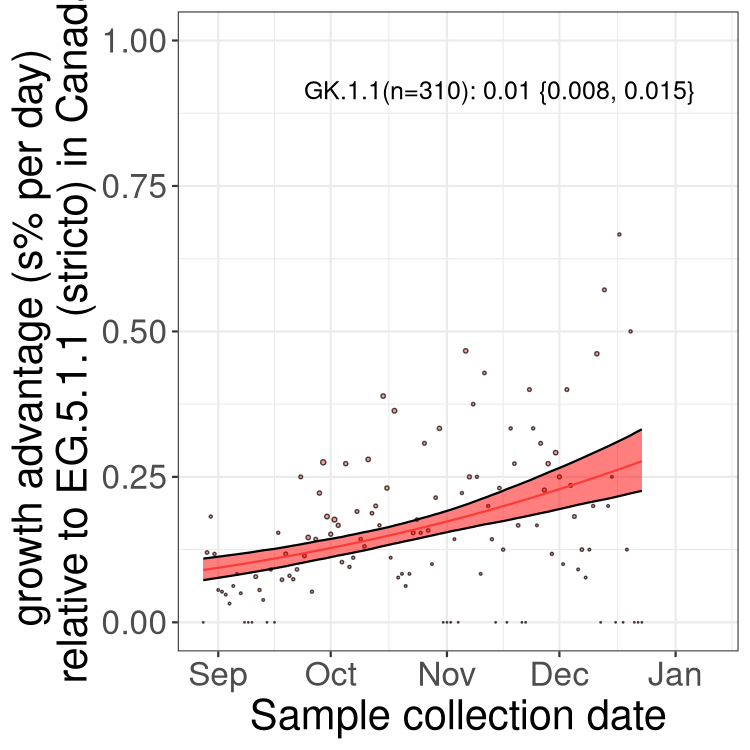 growth advantage (s% per day)
relative to EG.5.1.1 (stricto) in Canada
1.00
0.75
0.50
0.25
0.00
GK.1.1(n=310): 0.01 {0.008, 0.015}
Sep Oct Nov Dec Jan
Sample collection date